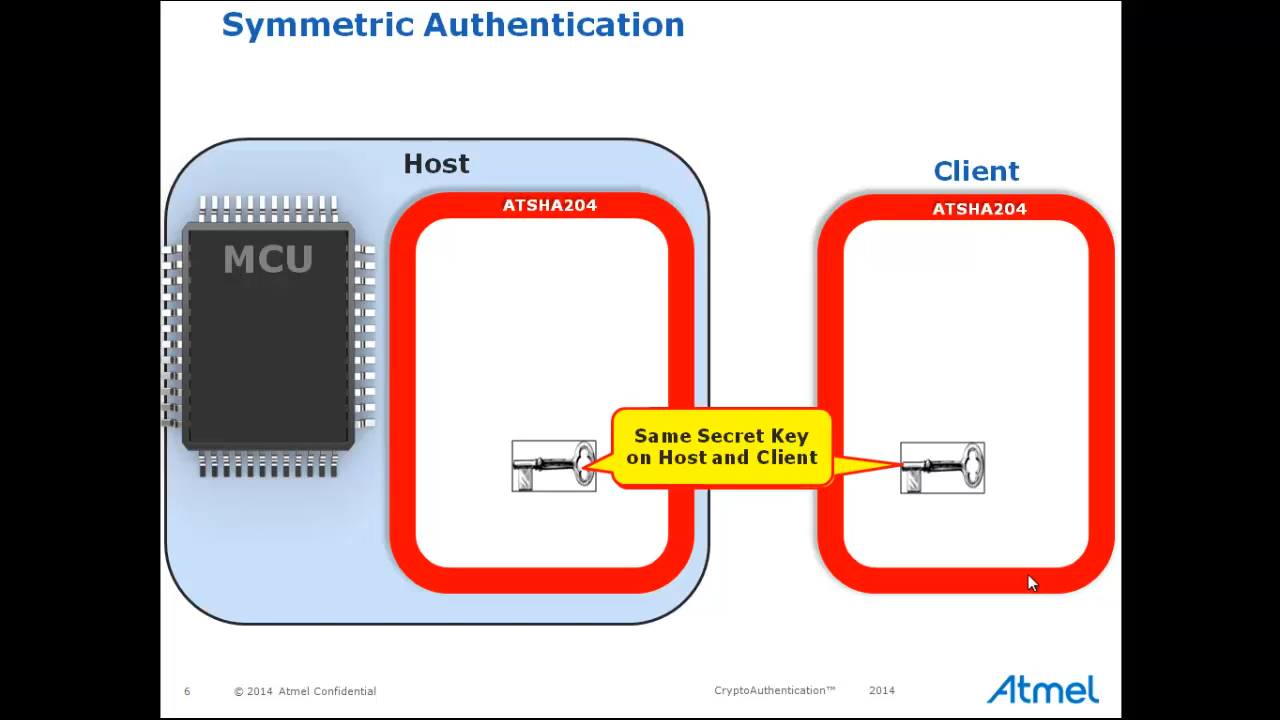 Symmetric Authentication
Host
Client
ATSHA204
ATSHA204
MCU
Same Secret Key
on Host and Client
6 © 2014 Atmel Confidential
CryptoAuthentication™ 2014
Atmel